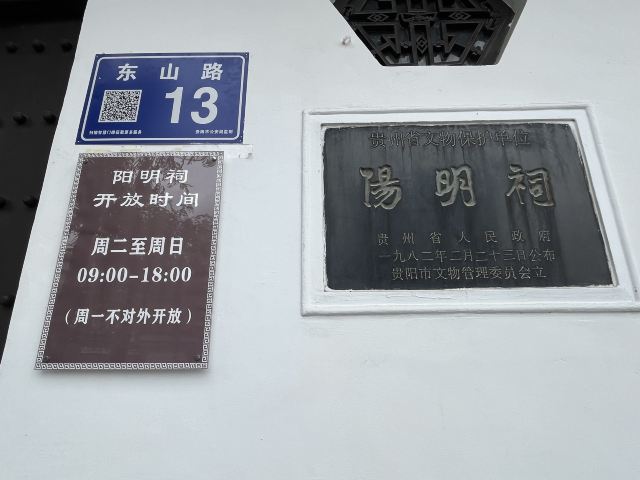 东山路
13
阳明祠
开放时间
周二至周日
09:00-18:00
（周一不对外开放）
贵州省文物保护单位
陽明祠
贵州省人民政府
一九八二年二月二十三日公布
贵阳市文物管理委员会立